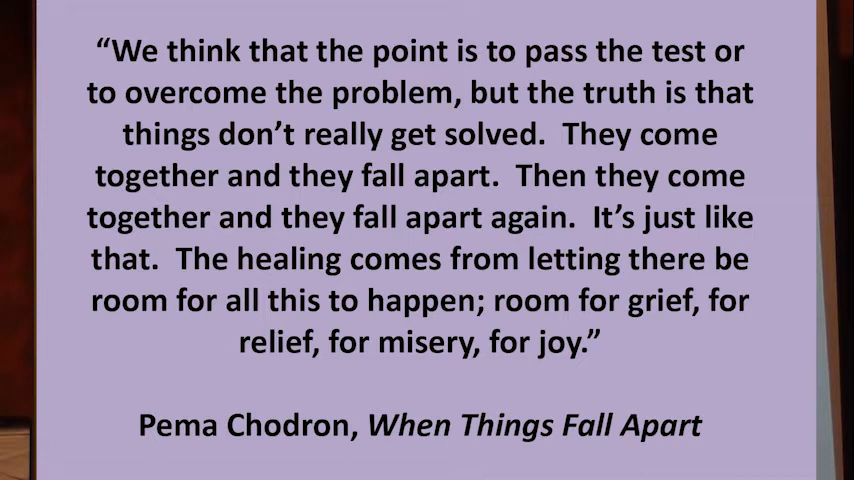 “We think that the point is to pass the test or
to overcome the problem, but the truth is that
things don’t really get solved.  They come
together and they fall apart.  Then they come
together and they fall apart again.  It’s just like
that.  The healing comes from letting there be
room for all this to happen; room for grief, for
relief, for misery, for joy.”
Pema Chodron, When Things Fall Apart